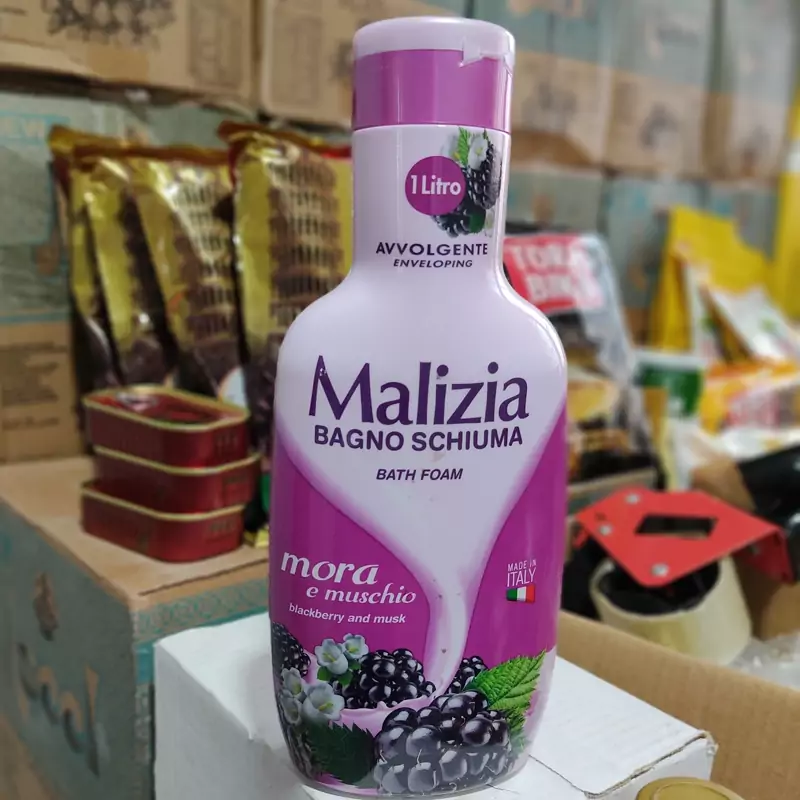 1 Litro
AVVOLGENTE
ENVELOPING
Malizia
BAGNO SCHIUMA
BATH FOAM
mora
e muschio
blackberry and musk
MADE IN
ITALY